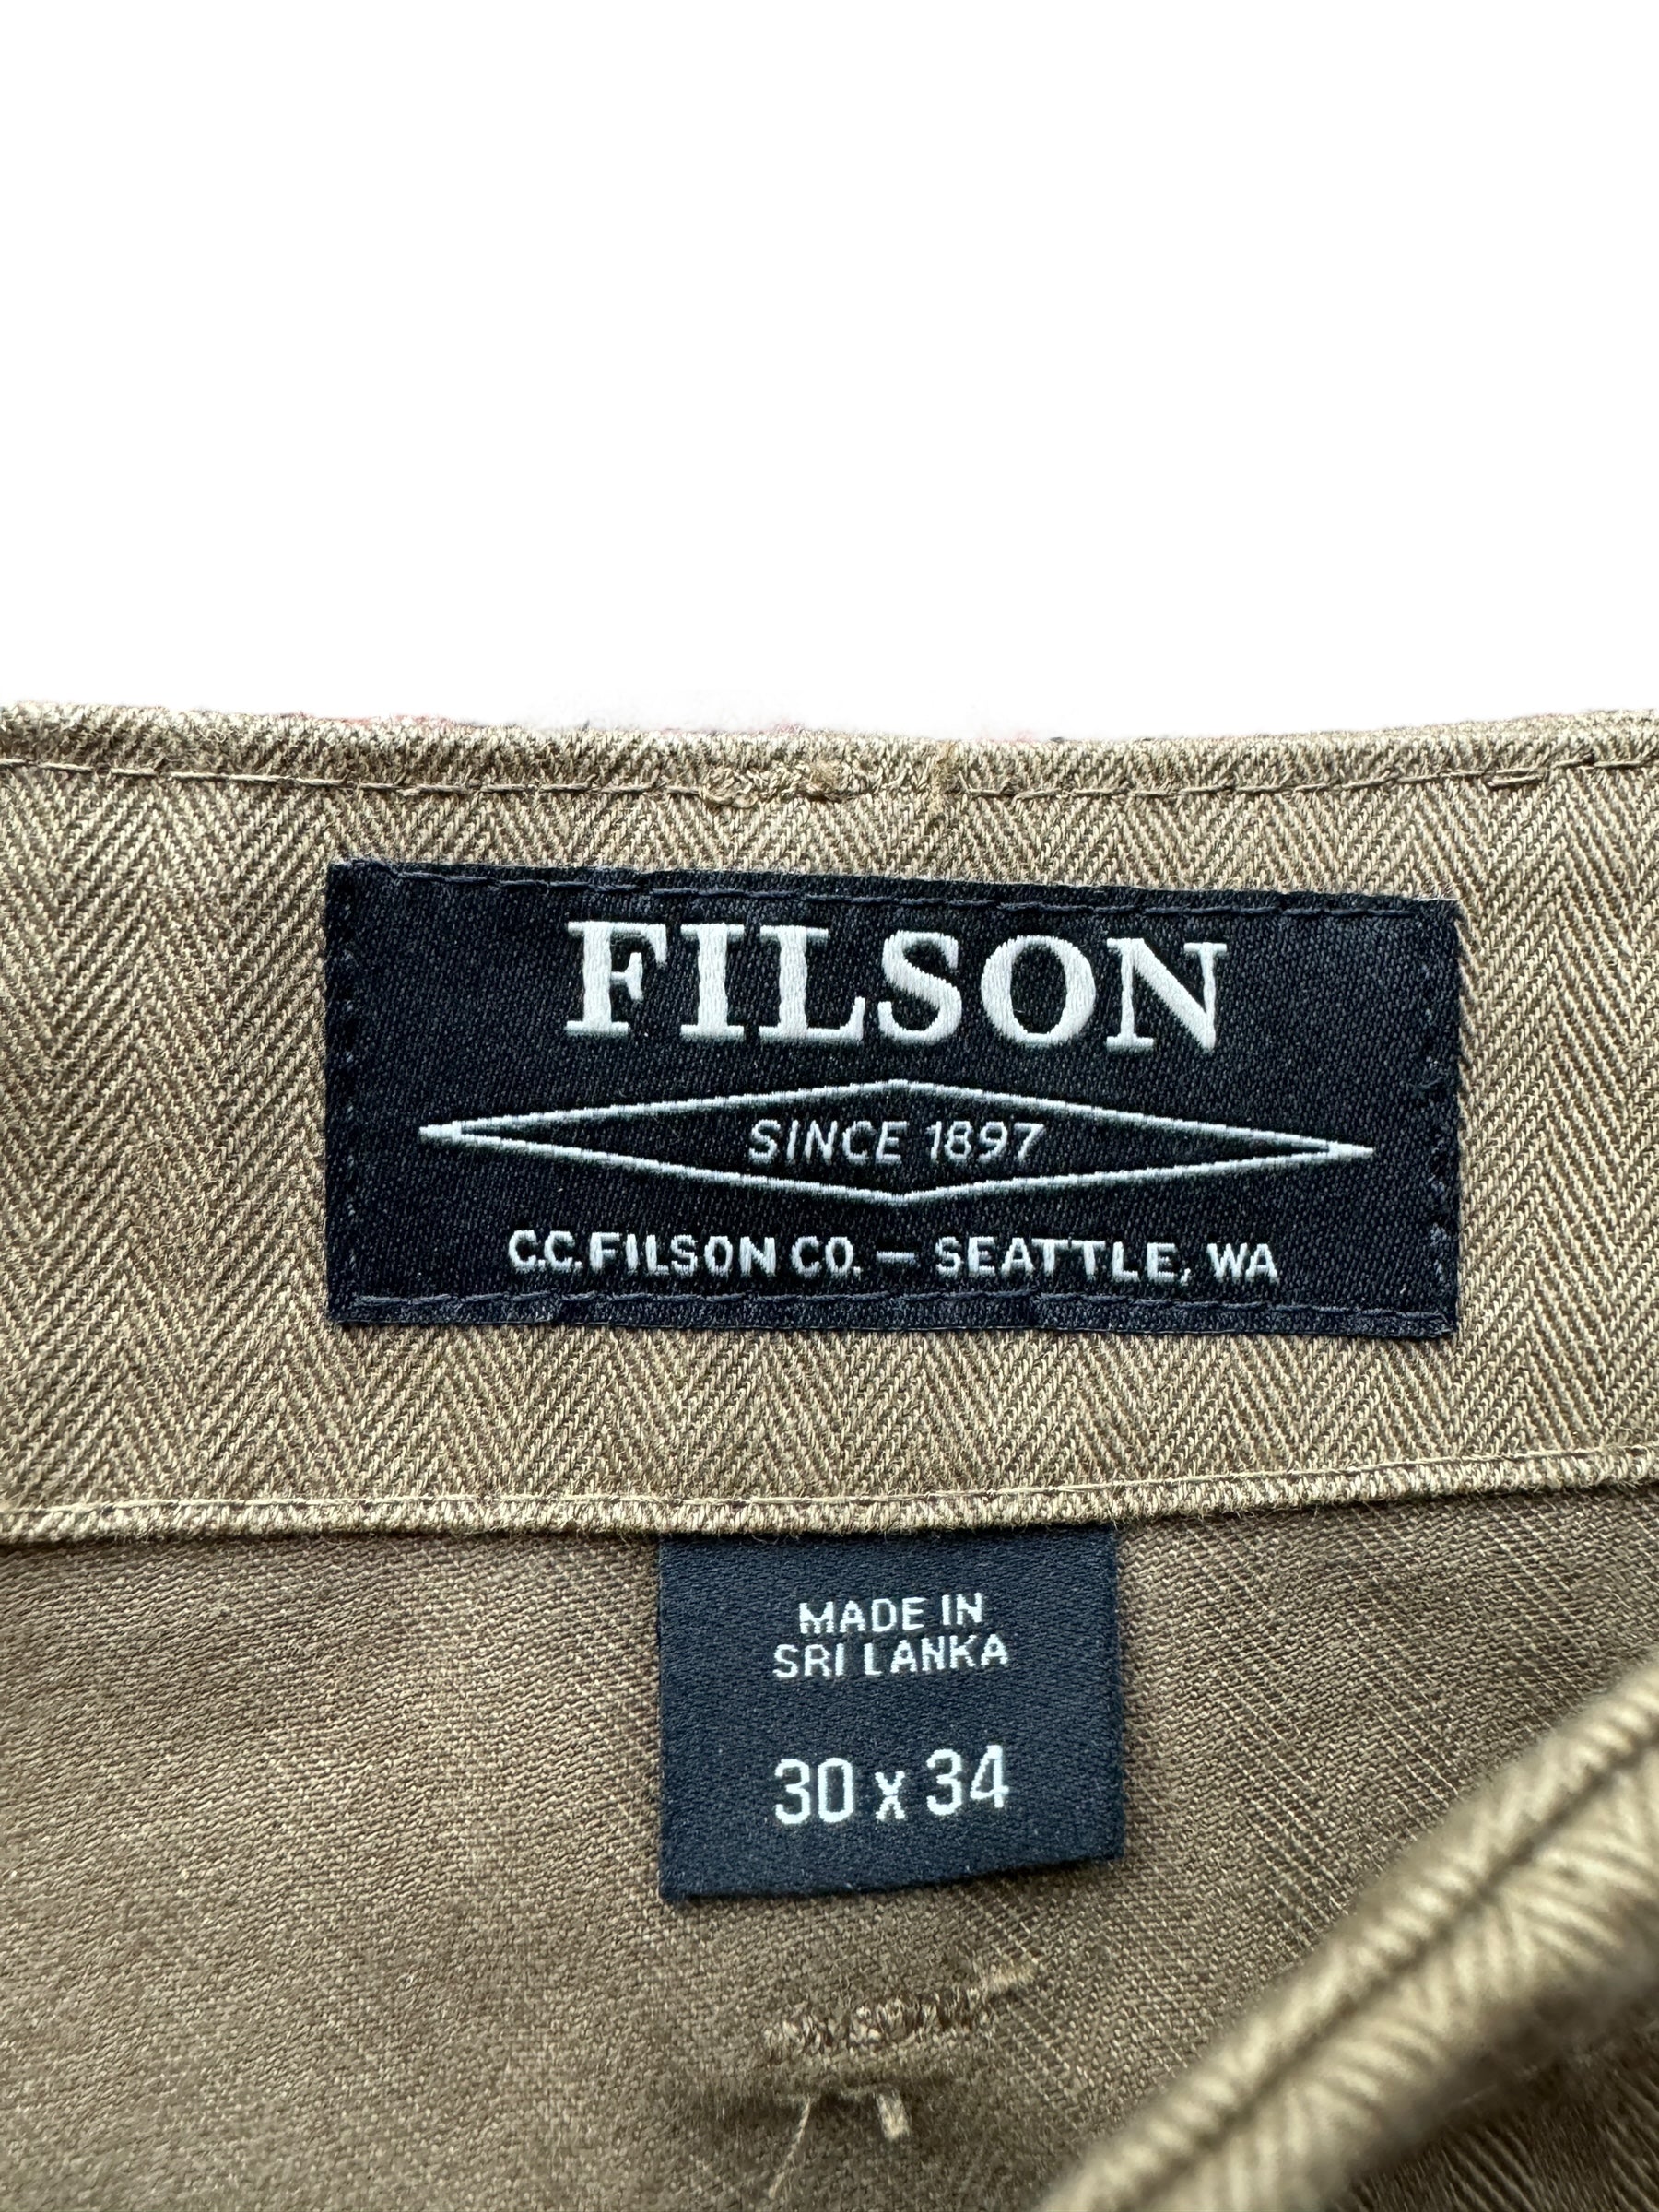 FILSON
SINCE 1897
C.C. FILSON CO. — SEATTLE, WA
MADE IN
SRI LANKA
30 x 34